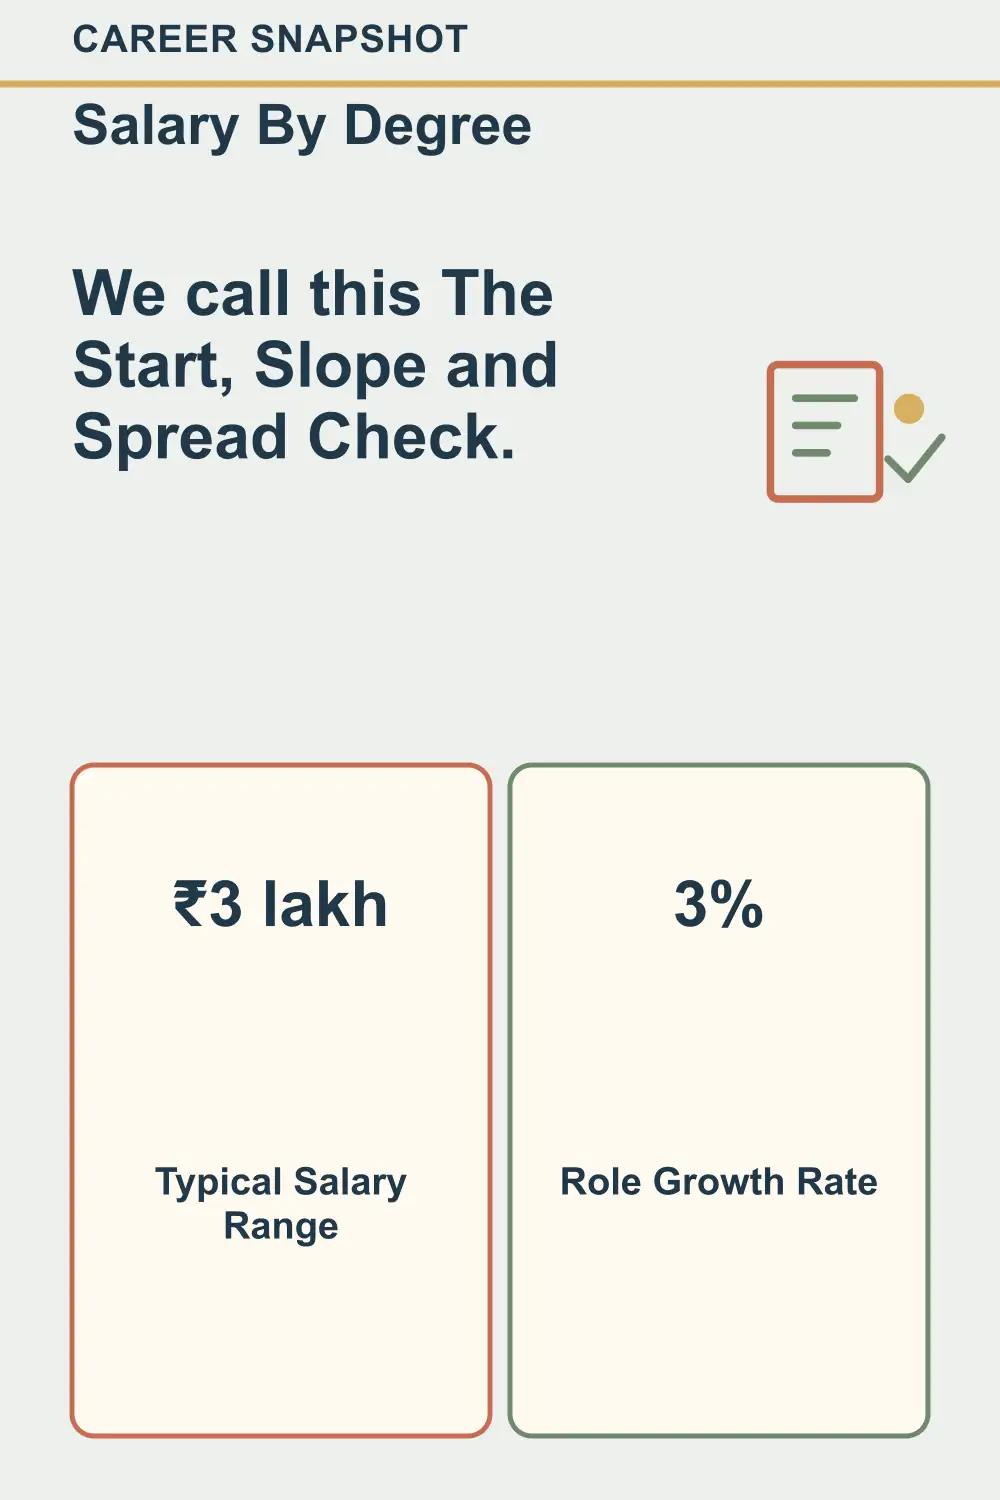 CAREER SNAPSHOT
Salary By Degree
We call this The
Start, Slope and
Spread Check.
₹3 lakh
Typical Salary
Range
3%
Role Growth Rate